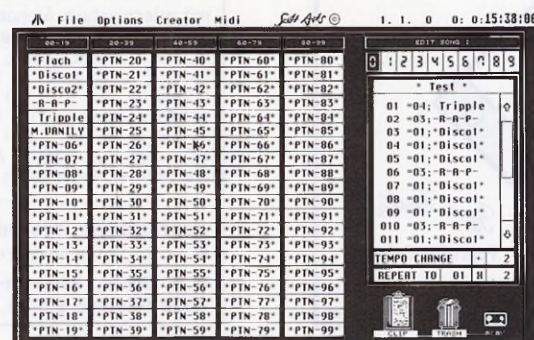 File Options Creator Midi Soft Arts © 1. 1. 0 0: 0:15:38:06
00-19 20-39 40-59 60-79 80-99 EDIT SONG :
0 1 2 3 4 5 6 7 8 9
*Flach * *PTN-20* *PTN-40* *PTN-60* *PTN-80*
*Disco1* *PTN-21* *PTN-41* *PTN-61* *PTN-81*
*Disco2* *PTN-22* *PTN-42* *PTN-62* *PTN-82*
-R-A-P- *PTN-23* *PTN-43* *PTN-63* *PTN-83*
Tripple *PTN-24* *PTN-44* *PTN-64* *PTN-84*
M.VANILY *PTN-25* *PTN-45* *PTN-65* *PTN-85*
*PTN-06* *PTN-26* *PTN-46* *PTN-66* *PTN-86*
*PTN-07* *PTN-27* *PTN-47* *PTN-67* *PTN-87*
*PTN-08* *PTN-28* *PTN-48* *PTN-68* *PTN-88*
*PTN-09* *PTN-29* *PTN-49* *PTN-69* *PTN-89*
*PTN-10* *PTN-30* *PTN-50* *PTN-70* *PTN-90*
*PTN-11* *PTN-31* *PTN-51* *PTN-71* *PTN-91*
*PTN-12* *PTN-32* *PTN-52* *PTN-72* *PTN-92*
*PTN-13* *PTN-33* *PTN-53* *PTN-73* *PTN-93*
*PTN-14* *PTN-34* *PTN-54* *PTN-74* *PTN-94*
*PTN-15* *PTN-35* *PTN-55* *PTN-75* *PTN-95*
*PTN-16* *PTN-36* *PTN-56* *PTN-76* *PTN-96*
*PTN-17* *PTN-37* *PTN-57* *PTN-77* *PTN-97*
*PTN-18* *PTN-38* *PTN-58* *PTN-78* *PTN-98*
*PTN-19* *PTN-39* *PTN-59* *PTN-79* *PTN-99*
* Test *
01 =04; Tripple
02 =03;-R-A-P-
03 =01;*Disco1*
04 =01;*Disco1*
05 =01;*Disco1*
06 =03;-R-A-P-
07 =01;*Disco1*
08 =01;*Disco1*
09 =01;*Disco1*
010 =03;-R-A-P-
011 =01;*Disco1*
TEMPO CHANGE + 2
REPEAT TO 01 X 2
CLIP TRASH PLAY